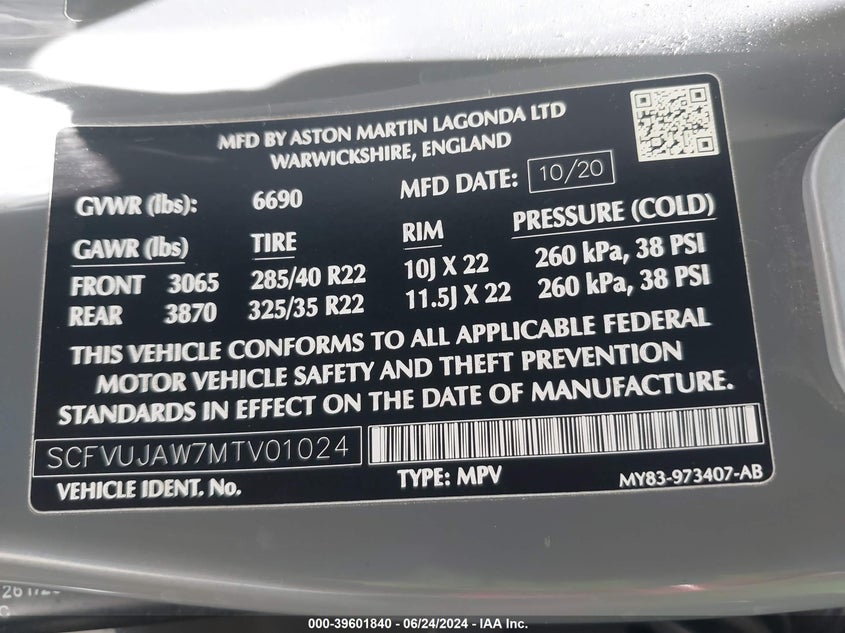 MFD BY ASTON MARTIN LAGONDA LTD
WARWICKSHIRE, ENGLAND
GVWR (lbs): 6690 MFD DATE: 10/20
GAWR (lbs) TIRE RIM PRESSURE (COLD)
FRONT 3065 285/40 R22 10J X 22 260 kPa, 38 PSI
REAR 3870 325/35 R22 11.5J X 22 260 kPa, 38 PSI
THIS VEHICLE CONFORMS TO ALL APPLICABLE FEDERAL
MOTOR VEHICLE SAFETY AND THEFT PREVENTION
STANDARDS IN EFFECT ON THE DATE OF MANUFACTURE.
SCFVUJAW7MTV01024
VEHICLE IDENT. No. TYPE: MPV MY83-973407-AB
000-39601840 - 06/24/2024 - IAA Inc.